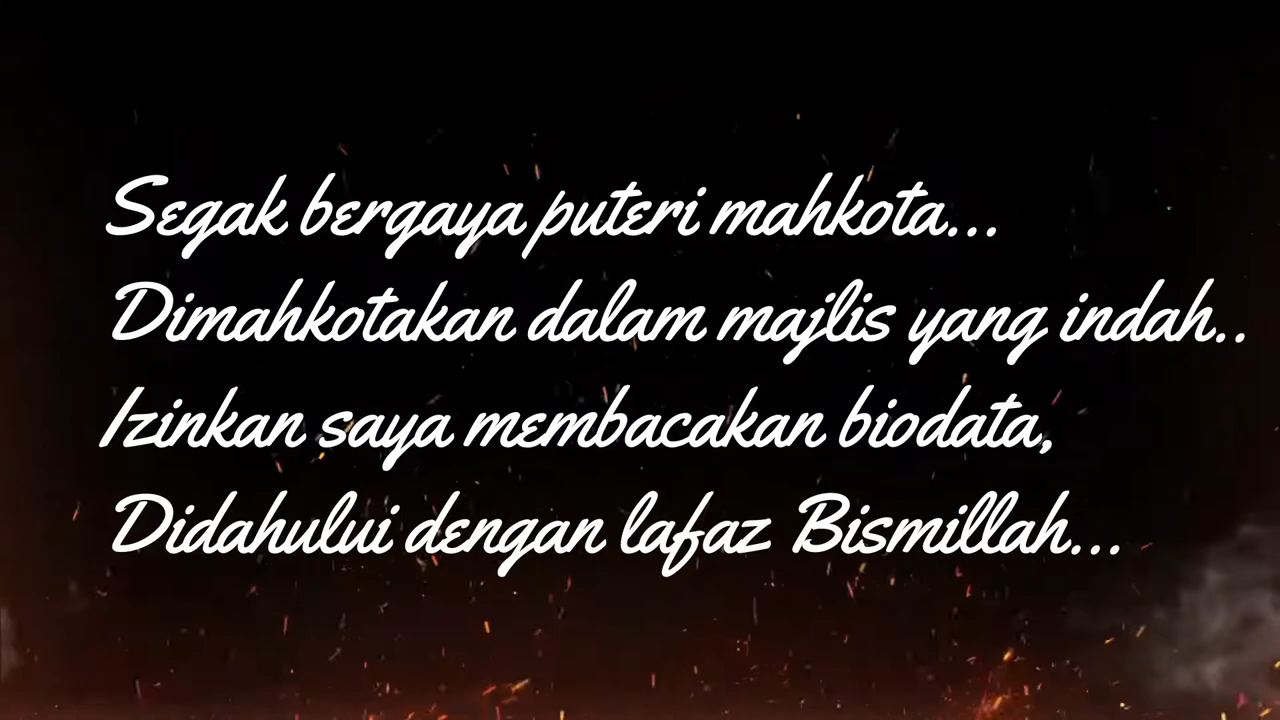 Segak bergaya puteri mahkota...
Dimahkotakan dalam majlis yang indah..
Izinkan saya membacakan biodata,
Didahului dengan lafaz Bismillah...